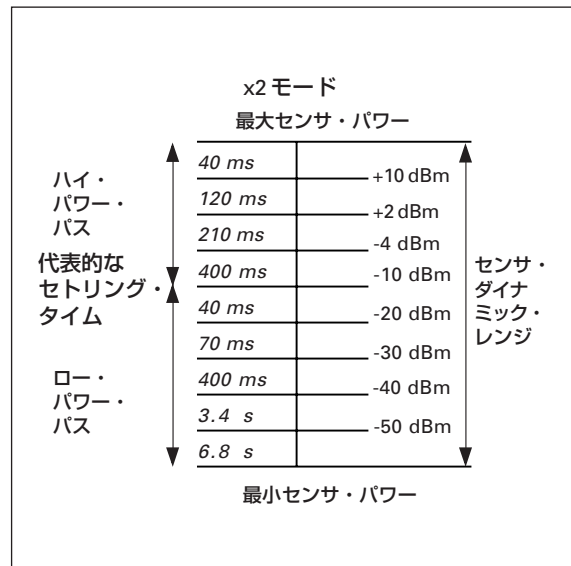 x2 モード
最大センサ・パワー
40 ms
+10 dBm
120 ms
+2 dBm
210 ms
-4 dBm
400 ms
-10 dBm
40 ms
-20 dBm
70 ms
-30 dBm
400 ms
-40 dBm
3.4 s
-50 dBm
6.8 s
ハイ・
パワー・
パス
代表的な
セトリング・
タイム
ロー・
パワー・
パス
センサ・
ダイナ
ミック・
レンジ
最小センサ・パワー